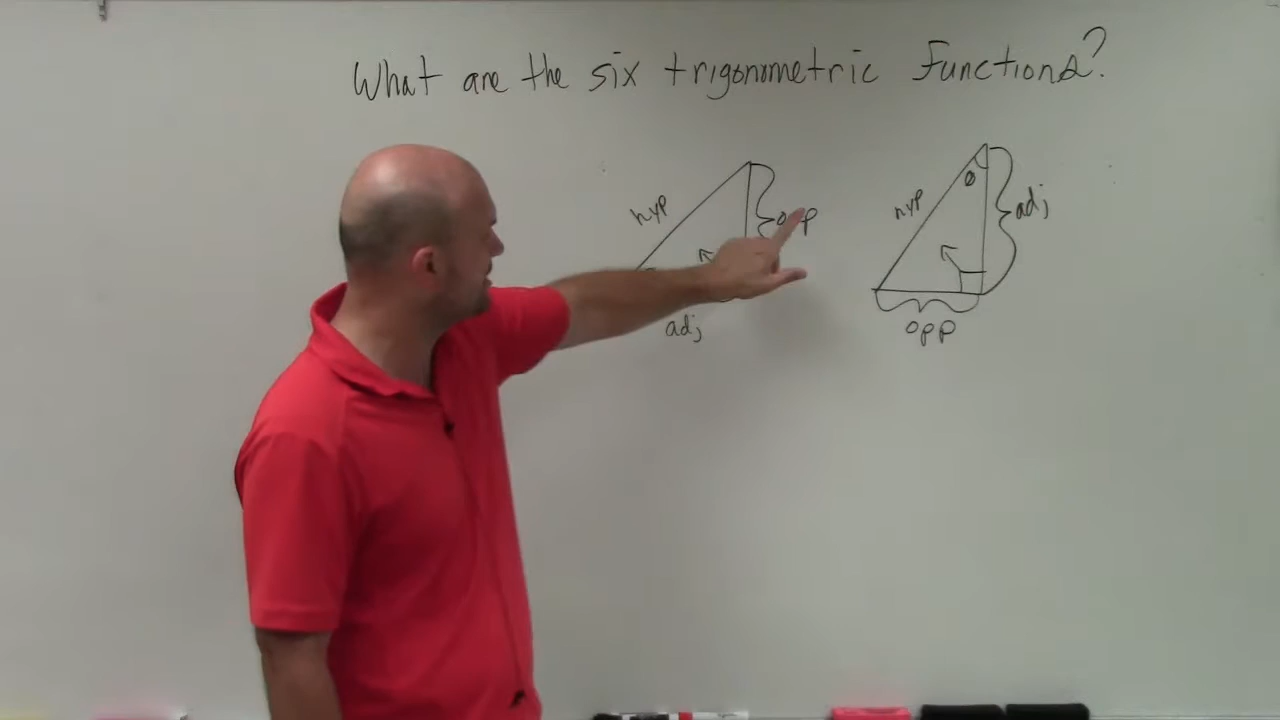 What are the six trigonometric functions?
hyp
opp
adj
θ
hyp
adj
opp